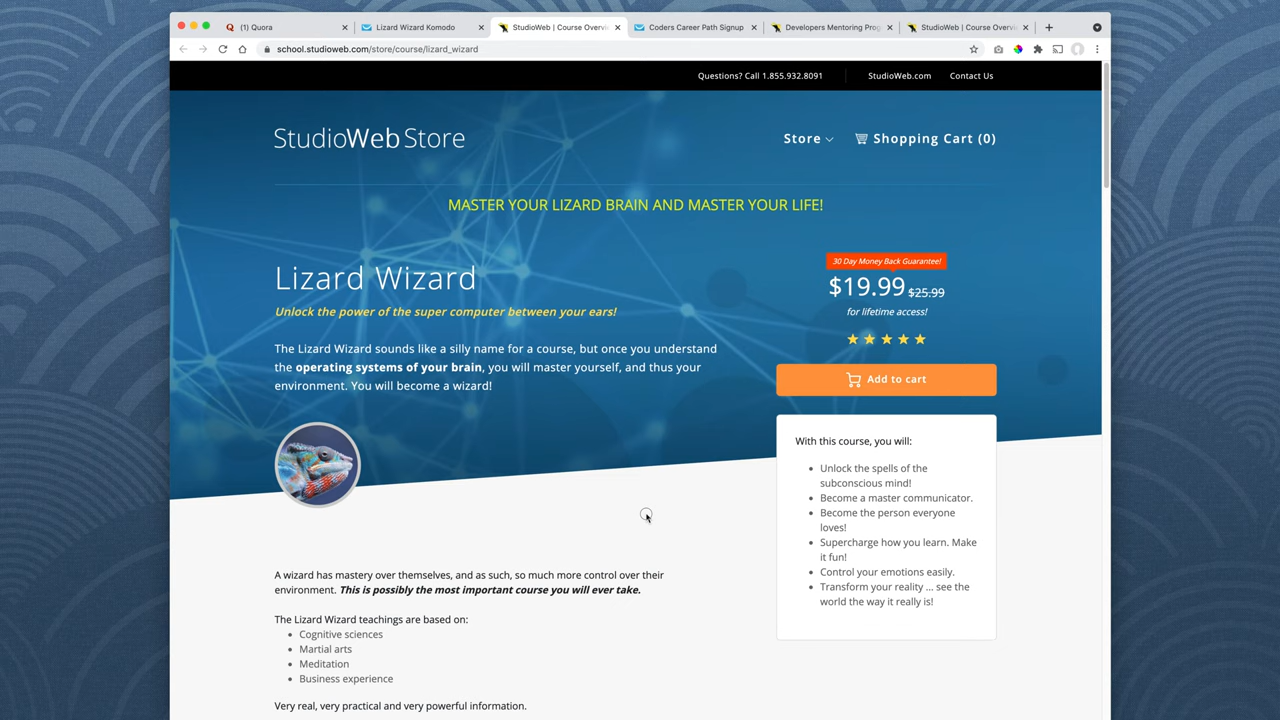 (1) Quora
Lizard Wizard Komodo
StudioWeb | Course Overvi
Coders Career Path Signup
Developers Mentoring Prog
StudioWeb | Course Overvi
school.studioweb.com/store/course/lizard_wizard
Questions? Call 1.855.932.8091
StudioWeb.com
Contact Us
StudioWeb Store
Store
Shopping Cart (0)
MASTER YOUR LIZARD BRAIN AND MASTER YOUR LIFE!
Lizard Wizard
Unlock the power of the super computer between your ears!
The Lizard Wizard sounds like a silly name for a course, but once you understand
the operating systems of your brain, you will master yourself, and thus your
environment. You will become a wizard!
30 Day Money Back Guarantee!
$19.99 $25.99
for lifetime access!
Add to cart
With this course, you will:
Unlock the spells of the
subconscious mind!
Become a master communicator.
Become the person everyone
loves!
Supercharge how you learn. Make
it fun!
Control your emotions easily.
Transform your reality ... see the
world the way it really is!
A wizard has mastery over themselves, and as such, so much more control over their
environment. This is possibly the most important course you will ever take.
The Lizard Wizard teachings are based on:
Cognitive sciences
Martial arts
Meditation
Business experience
Very real, very practical and very powerful information.